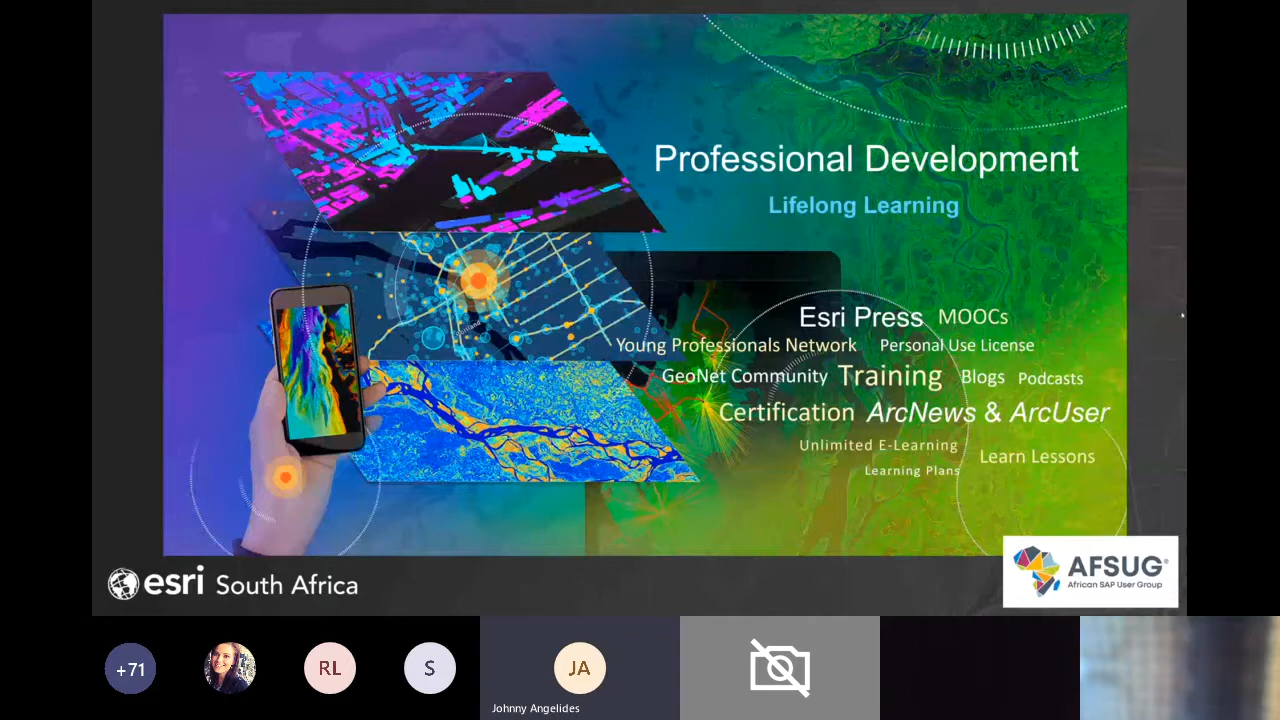 Professional Development
Lifelong Learning
Esri Press MOOCs
Young Professionals Network Personal Use License
GeoNet Community Training Blogs Podcasts
Certification ArcNews & ArcUser
Unlimited E-Learning
Learn Lessons
Learning Plans
esri South Africa
AFSUG
African SAP User Group
+71
RL
S
JA
Johnny Angelides